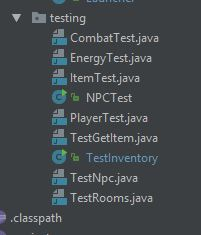 testing
CombatTest.java
EnergyTest.java
ItemTest.java
NPCTest
PlayerTest.java
TestGetItem.java
TestInventory
TestNpc.java
TestRooms.java
.classpath